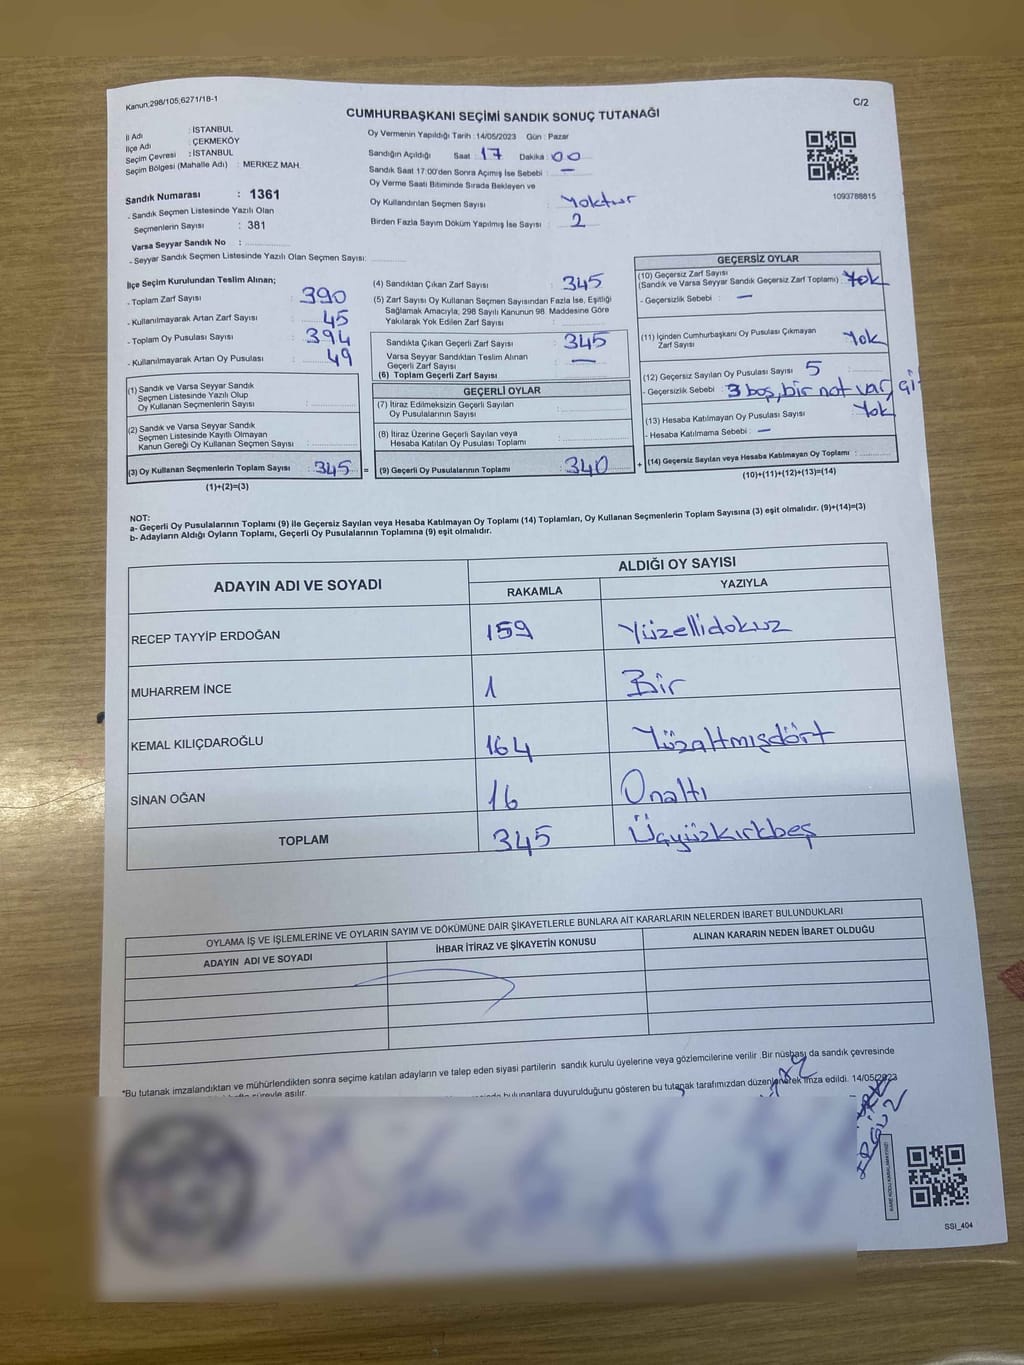 Kanun;298/105;6271/18-1
C/2
CUMHURBAŞKANI SEÇİMİ SANDIK SONUÇ TUTANAĞI
İl Adı : İSTANBUL
İlçe Adı : ÇEKMEKÖY
Seçim Çevresi : İSTANBUL
Seçim Bölgesi (Mahalle Adı) : MERKEZ MAH.
Sandık Numarası : 1361
- Sandık Seçmen Listesinde Yazılı Olan
Seçmenlerin Sayısı : 381
Varsa Seyyar Sandık No :
- Seyyar Sandık Seçmen Listesinde Yazılı Olan Seçmen Sayısı:
Oy Vermenin Yapıldığı Tarih : 14/05/2023 Gün : Pazar
Sandığın Açıldığı Saat : 17 Dakika : 00
Sandık Saat 17:00'den Sonra Açımış İse Sebebi : —
Oy Verme Saati Bitiminde Sırada Bekleyen ve
Oy Kullandırılan Seçmen Sayısı : Yoktur
Birden Fazla Sayım Döküm Yapılmış İse Sayısı : 2
1093788815
İlçe Seçim Kurulundan Teslim Alınan;
- Toplam Zarf Sayısı : 390
- Kullanılmayarak Artan Zarf Sayısı : 45
- Toplam Oy Pusulası Sayısı : 394
- Kullanılmayarak Artan Oy Pusulası : 49
(1) Sandık ve Varsa Seyyar Sandık
Seçmen Listesinde Yazılı Olup
Oy Kullanan Seçmenlerin Sayısı :
(2) Sandık ve Varsa Seyyar Sandık
Seçmen Listesinde Kayıtlı Olmayan
Kanun Gereği Oy Kullanan Seçmen Sayısı :
(3) Oy Kullanan Seçmenlerin Toplam Sayısı : 345 =
(1)+(2)=(3)
(4) Sandıktan Çıkan Zarf Sayısı : 345
(5) Zarf Sayısı Oy Kullanan Seçmen Sayısından Fazla İse, Eşitliği
Sağlamak Amacıyla; 298 Sayılı Kanunun 98. Maddesine Göre
Yakılarak Yok Edilen Zarf Sayısı :
Sandıkta Çıkan Geçerli Zarf Sayısı : 345
Varsa Seyyar Sandıktan Teslim Alınan
Geçerli Zarf Sayısı : —
(6) Toplam Geçerli Zarf Sayısı
GEÇERLİ OYLAR
(7) İtiraz Edilmeksizin Geçerli Sayılan
Oy Pusulalarının Sayısı :
(8) İtiraz Üzerine Geçerli Sayılan veya
Hesaba Katılan Oy Pusulası Toplamı :
(9) Geçerli Oy Pusulalarının Toplamı : 340 +
GEÇERSİZ OYLAR
(10) Geçersiz Zarf Sayısı
(Sandık ve Varsa Seyyar Sandık Geçersiz Zarf Toplamı) : Yok
- Geçersizlik Sebebi : —
(11) İçinden Cumhurbaşkanı Oy Pusulası Çıkmayan
Zarf Sayısı : Yok
(12) Geçersiz Sayılan Oy Pusulası Sayısı : 5
- Geçersizlik Sebebi : 3 boş, bir not var,
(13) Hesaba Katılmayan Oy Pusulası Sayısı : Yok
- Hesaba Katılmama Sebebi : —
(14) Geçersiz Sayılan veya Hesaba Katılmayan Oy Toplamı :
(10)+(11)+(12)+(13)=(14)
NOT:
a- Geçerli Oy Pusulalarının Toplamı (9) ile Geçersiz Sayılan veya Hesaba Katılmayan Oy Toplamı (14) Toplamları, Oy Kullanan Seçmenlerin Toplam Sayısına (3) eşit olmalıdır. (9)+(14)=(3)
b- Adayların Aldığı Oyların Toplamı, Geçerli Oy Pusulalarının Toplamına (9) eşit olmalıdır.
ADAYIN ADI VE SOYADI
ALDIĞI OY SAYISI
RAKAMLA YAZIYLA
RECEP TAYYİP ERDOĞAN 159 Yüzellidokuz
MUHARREM İNCE 1 Bir
KEMAL KILIÇDAROĞLU 164 Yüzaltmışdört
SİNAN OĞAN 16 Onaltı
TOPLAM 345 Üçyüzkırkbeş
OYLAMA İŞ VE İŞLEMLERİNE VE OYLARIN SAYIM VE DÖKÜMÜNE DAİR ŞİKAYETLERLE BUNLARA AİT KARARLARIN NELERDEN İBARET BULUNDUKLARI
ADAYIN ADI VE SOYADI İHBAR İTİRAZ VE ŞİKAYETİN KONUSU ALINAN KARARIN NEDEN İBARET OLDUĞU
*Bu tutanak imzalandıktan ve mühürlendikten sonra seçime katılan adayların ve talep eden siyasi partilerin sandık kurulu üyelerine veya gözlemcilerine verilir. Bir nüshası da sandık çevresinde
süreyle asılır.
bulunanlara duyurulduğunu gösteren bu tutanak tarafımızdan düzenlenerek imza edildi. 14/05/2023
SSI_404